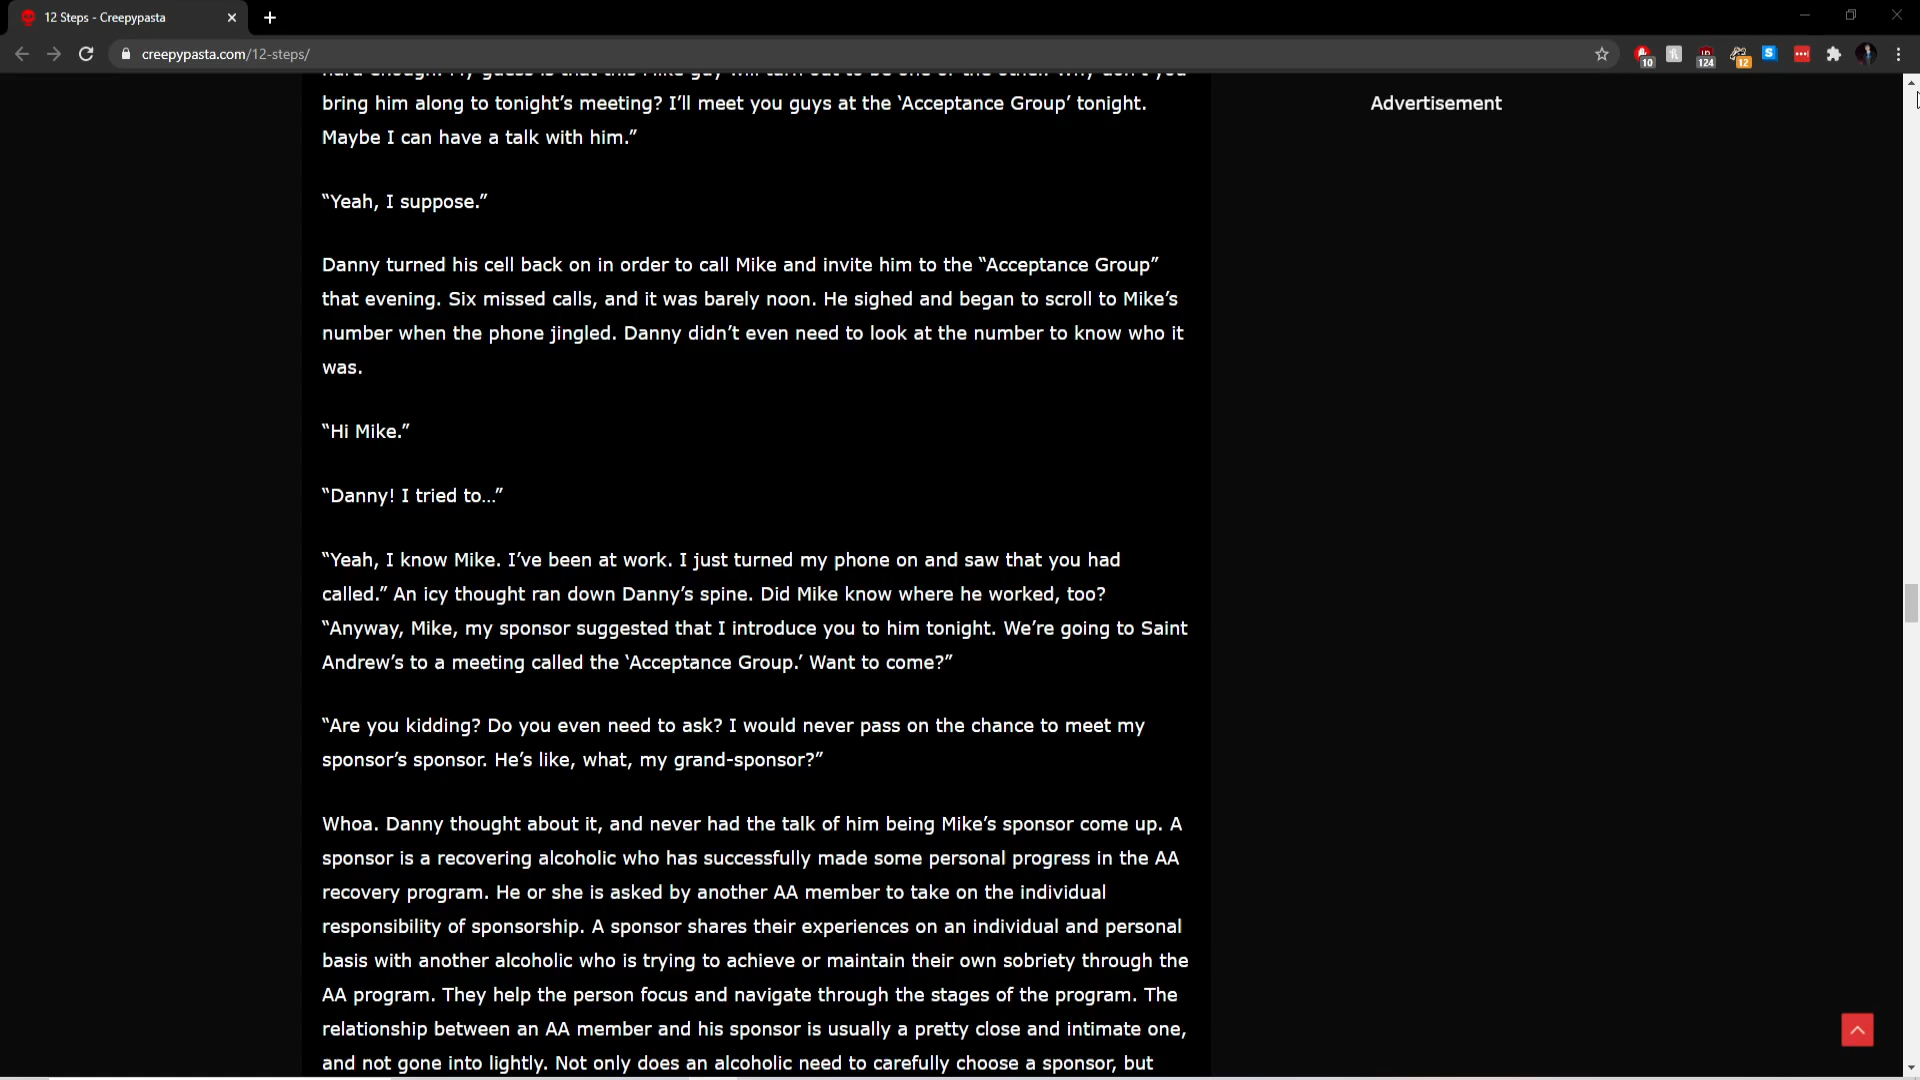 12 Steps - Creepypasta
creepypasta.com/12-steps/
10
124
12
S
bring him along to tonight’s meeting? I’ll meet you guys at the ‘Acceptance Group’ tonight.
Maybe I can have a talk with him.”
Advertisement
“Yeah, I suppose.”
Danny turned his cell back on in order to call Mike and invite him to the “Acceptance Group”
that evening. Six missed calls, and it was barely noon. He sighed and began to scroll to Mike’s
number when the phone jingled. Danny didn’t even need to look at the number to know who it
was.
“Hi Mike.”
“Danny! I tried to…”
“Yeah, I know Mike. I’ve been at work. I just turned my phone on and saw that you had
called.” An icy thought ran down Danny’s spine. Did Mike know where he worked, too?
“Anyway, Mike, my sponsor suggested that I introduce you to him tonight. We’re going to Saint
Andrew’s to a meeting called the ‘Acceptance Group.’ Want to come?”
“Are you kidding? Do you even need to ask? I would never pass on the chance to meet my
sponsor’s sponsor. He’s like, what, my grand-sponsor?”
Whoa. Danny thought about it, and never had the talk of him being Mike’s sponsor come up. A
sponsor is a recovering alcoholic who has successfully made some personal progress in the AA
recovery program. He or she is asked by another AA member to take on the individual
responsibility of sponsorship. A sponsor shares their experiences on an individual and personal
basis with another alcoholic who is trying to achieve or maintain their own sobriety through the
AA program. They help the person focus and navigate through the stages of the program. The
relationship between an AA member and his sponsor is usually a pretty close and intimate one,
and not gone into lightly. Not only does an alcoholic need to carefully choose a sponsor, but